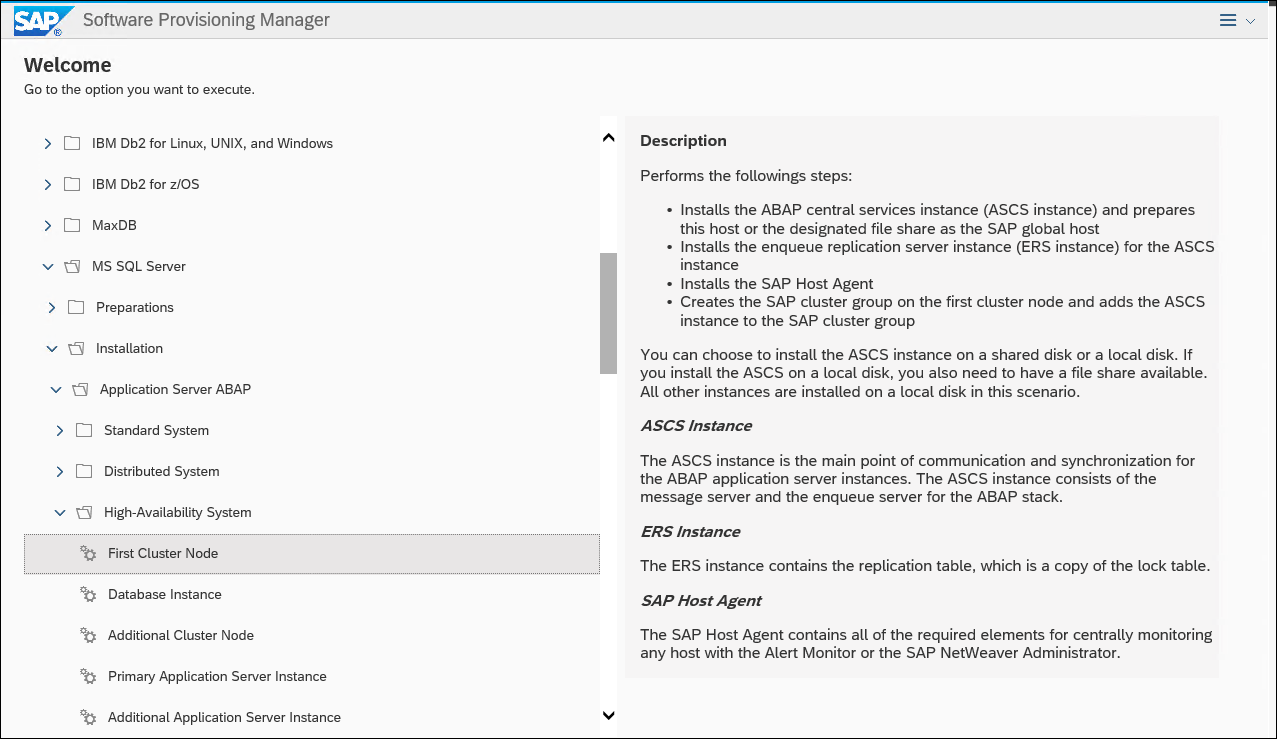 SAP® Software Provisioning Manager
Welcome
Go to the option you want to execute.
IBM Db2 for Linux, UNIX, and Windows
IBM Db2 for z/OS
MaxDB
MS SQL Server
Preparations
Installation
Application Server ABAP
Standard System
Distributed System
High-Availability System
First Cluster Node
Database Instance
Additional Cluster Node
Primary Application Server Instance
Additional Application Server Instance
Description
Performs the followings steps:
• Installs the ABAP central services instance (ASCS instance) and prepares
this host or the designated file share as the SAP global host
• Installs the enqueue replication server instance (ERS instance) for the ASCS
instance
• Installs the SAP Host Agent
• Creates the SAP cluster group on the first cluster node and adds the ASCS
instance to the SAP cluster group
You can choose to install the ASCS instance on a shared disk or a local disk. If
you install the ASCS on a local disk, you also need to have a file share available.
All other instances are installed on a local disk in this scenario.
ASCS Instance
The ASCS instance is the main point of communication and synchronization for
the ABAP application server instances. The ASCS instance consists of the
message server and the enqueue server for the ABAP stack.
ERS Instance
The ERS instance contains the replication table, which is a copy of the lock table.
SAP Host Agent
The SAP Host Agent contains all of the required elements for centrally monitoring
any host with the Alert Monitor or the SAP NetWeaver Administrator.